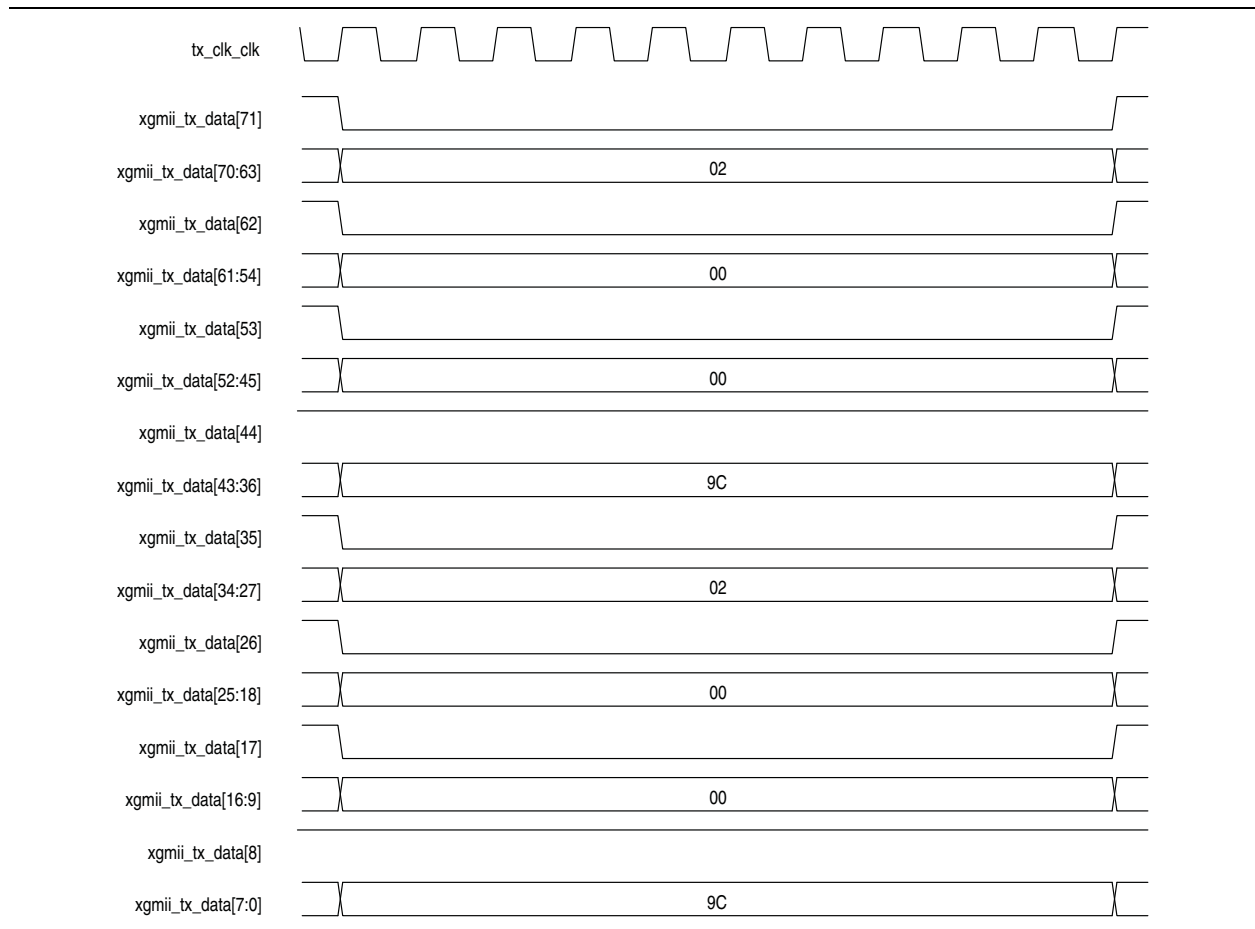 tx_clk_clk
xgmii_tx_data[71]
xgmii_tx_data[70:63] 02
xgmii_tx_data[62]
xgmii_tx_data[61:54] 00
xgmii_tx_data[53]
xgmii_tx_data[52:45] 00
xgmii_tx_data[44]
xgmii_tx_data[43:36] 9C
xgmii_tx_data[35]
xgmii_tx_data[34:27] 02
xgmii_tx_data[26]
xgmii_tx_data[25:18] 00
xgmii_tx_data[17]
xgmii_tx_data[16:9] 00
xgmii_tx_data[8]
xgmii_tx_data[7:0] 9C